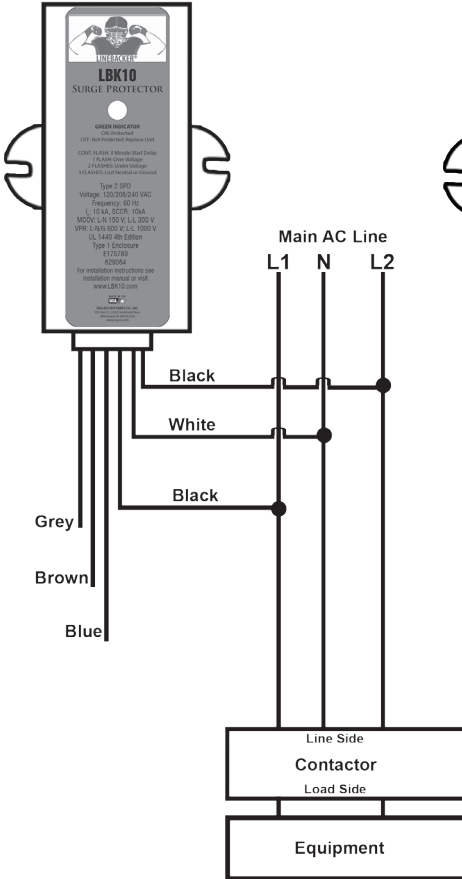 LINEBACKER
LBK10
SURGE PROTECTOR
GREEN INDICATOR
ON: Protected
OFF: Not Protected, Replace Unit
CONT. FLASH: 3 Minute Start Delay
1 FLASH: Over Voltage
2 FLASHES: Under Voltage
3 FLASHES: Lost Neutral or Ground
Type 2 SPD
Voltage: 120/208/240 VAC
Frequency: 60 Hz
In: 10 kA, SCCR: 10kA
MCOV: L-N 150 V; L-L 300 V
VPR: L-N/G 600 V; L-L 1000 V
UL 1449 4th Edition
Type 1 Enclosure
E175789
629064
For installation instructions see
installation manual or visit
www.LBK10.com
Main AC Line
L1 N L2
Black
White
Black
Grey
Brown
Blue
Line Side
Contactor
Load Side
Equipment